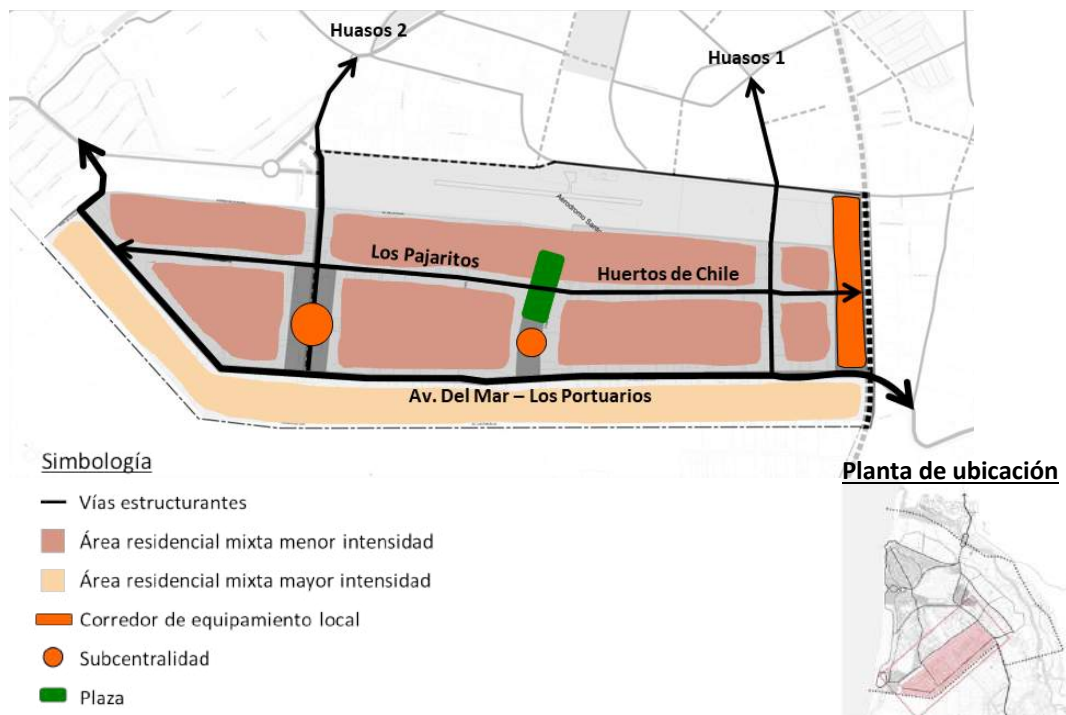 Huasos 2
Huasos 1
Los Pajaritos
Huertos de Chile
Av. Del Mar – Los Portuarios
Simbología
Vías estructurantes
Área residencial mixta menor intensidad
Área residencial mixta mayor intensidad
Corredor de equipamiento local
Subcentralidad
Plaza
Planta de ubicación